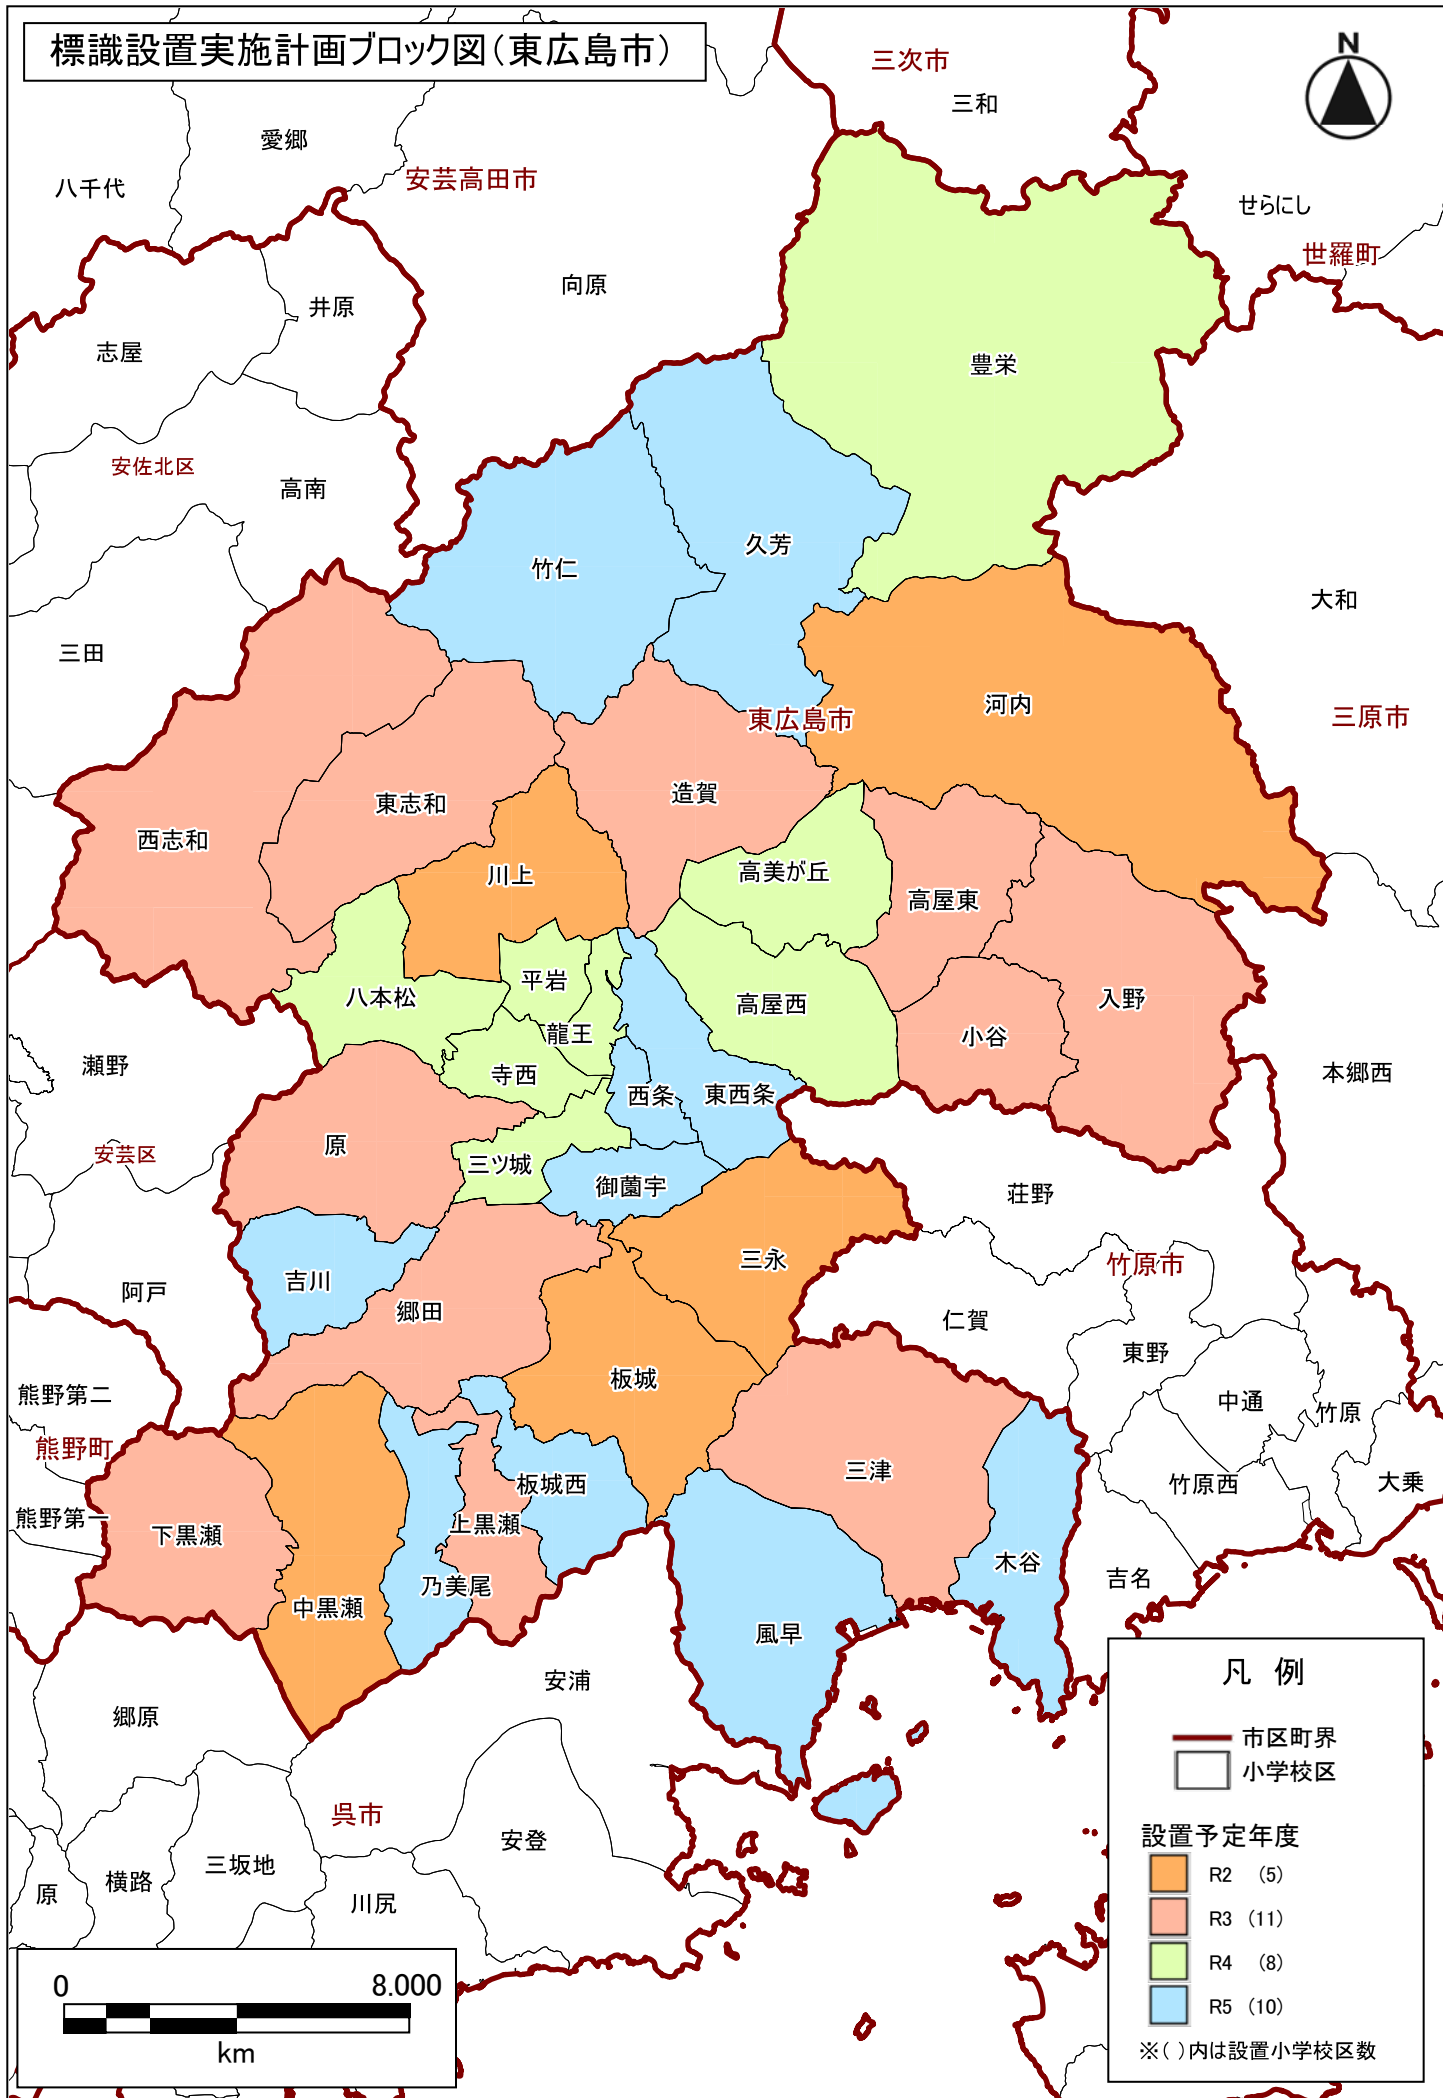 標識設置実施計画ブロック図（東広島市）
N
三次市
三和
愛郷
安芸高田市
八千代
せらにし
世羅町
向原
井原
志屋
豊栄
安佐北区
高南
久芳
竹仁
大和
三田
河内
東広島市
三原市
造賀
東志和
西志和
高美が丘
川上
高屋東
平岩
八本松
高屋西
入野
龍王
小谷
瀬野
寺西
本郷西
西条
東西条
原
安芸区
三ツ城
御薗宇
荘野
三永
竹原市
吉川
阿戸
郷田
仁賀
東野
板城
熊野第二
中通
竹原
熊野町
三津
板城西
竹原西
大乗
熊野第一
上黒瀬
下黒瀬
木谷
乃美尾
吉名
中黒瀬
風早
安浦
郷原
呉市
安登
三坂地
横路
原
川尻
凡 例
市区町界
小学校区
設置予定年度
R2 （5）
R3 （11）
R4 （8）
R5 （10）
※（ ）内は設置小学校区数
0 8.000
km